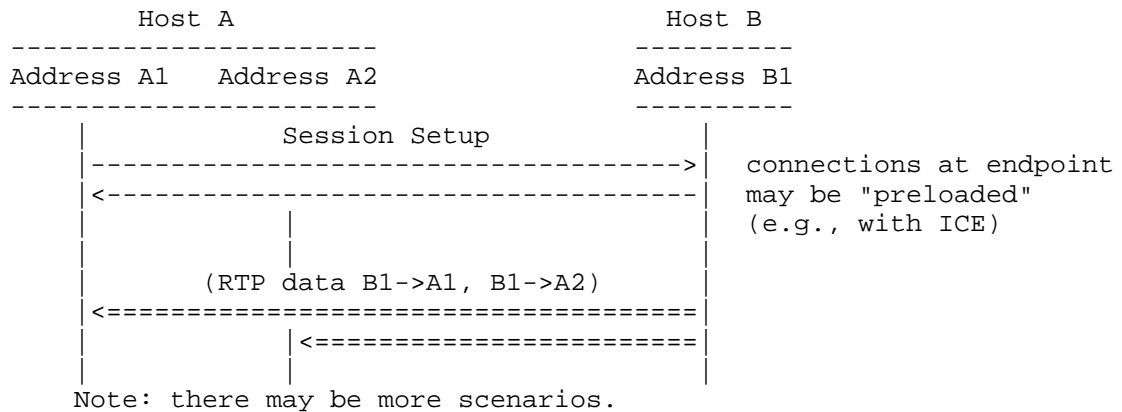 Host A Host B
----------------------- ----------
Address A1 Address A2 Address B1
----------------------- ----------
| Session Setup |
|------------------------------------->| connections at endpoint
|<-------------------------------------| may be "preloaded"
| | | (e.g., with ICE)
| | |
| (RTP data B1->A1, B1->A2) |
|<=====================================|
| |<========================|
| | |
Note: there may be more scenarios.